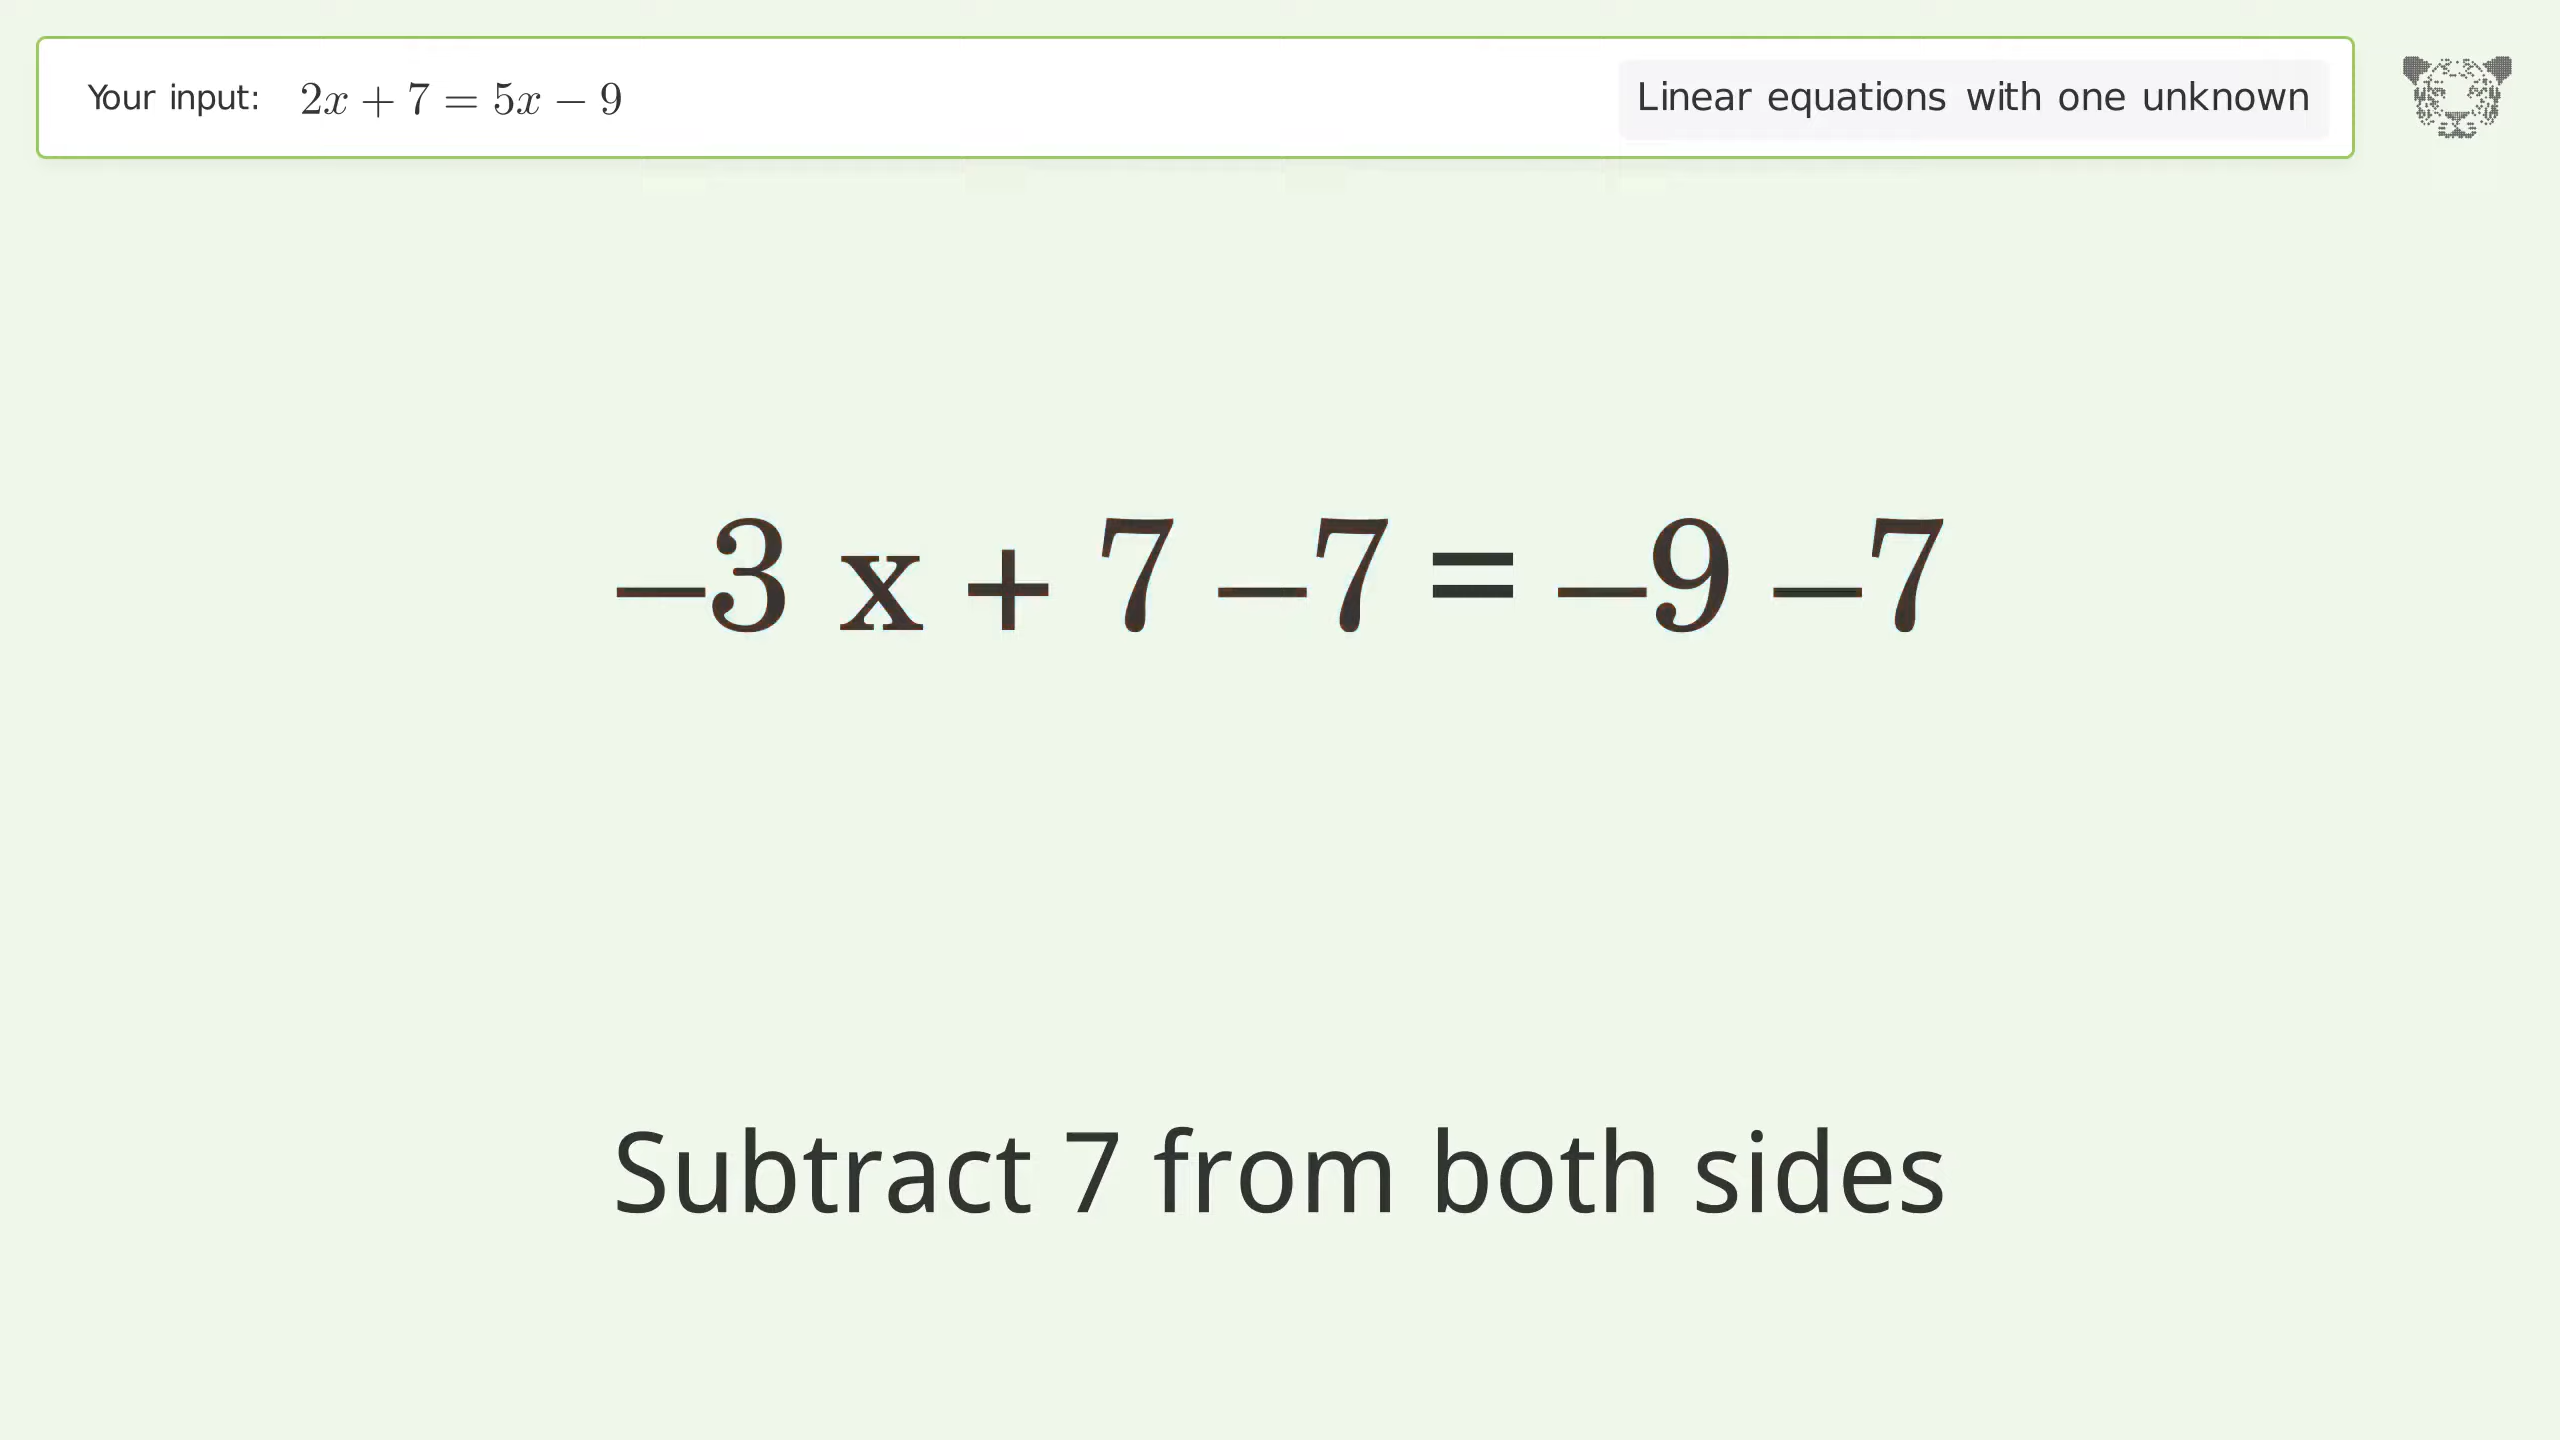 Your input: 2x + 7 = 5x − 9
Linear equations with one unknown
−3 x + 7 −7 = −9 −7
Subtract 7 from both sides